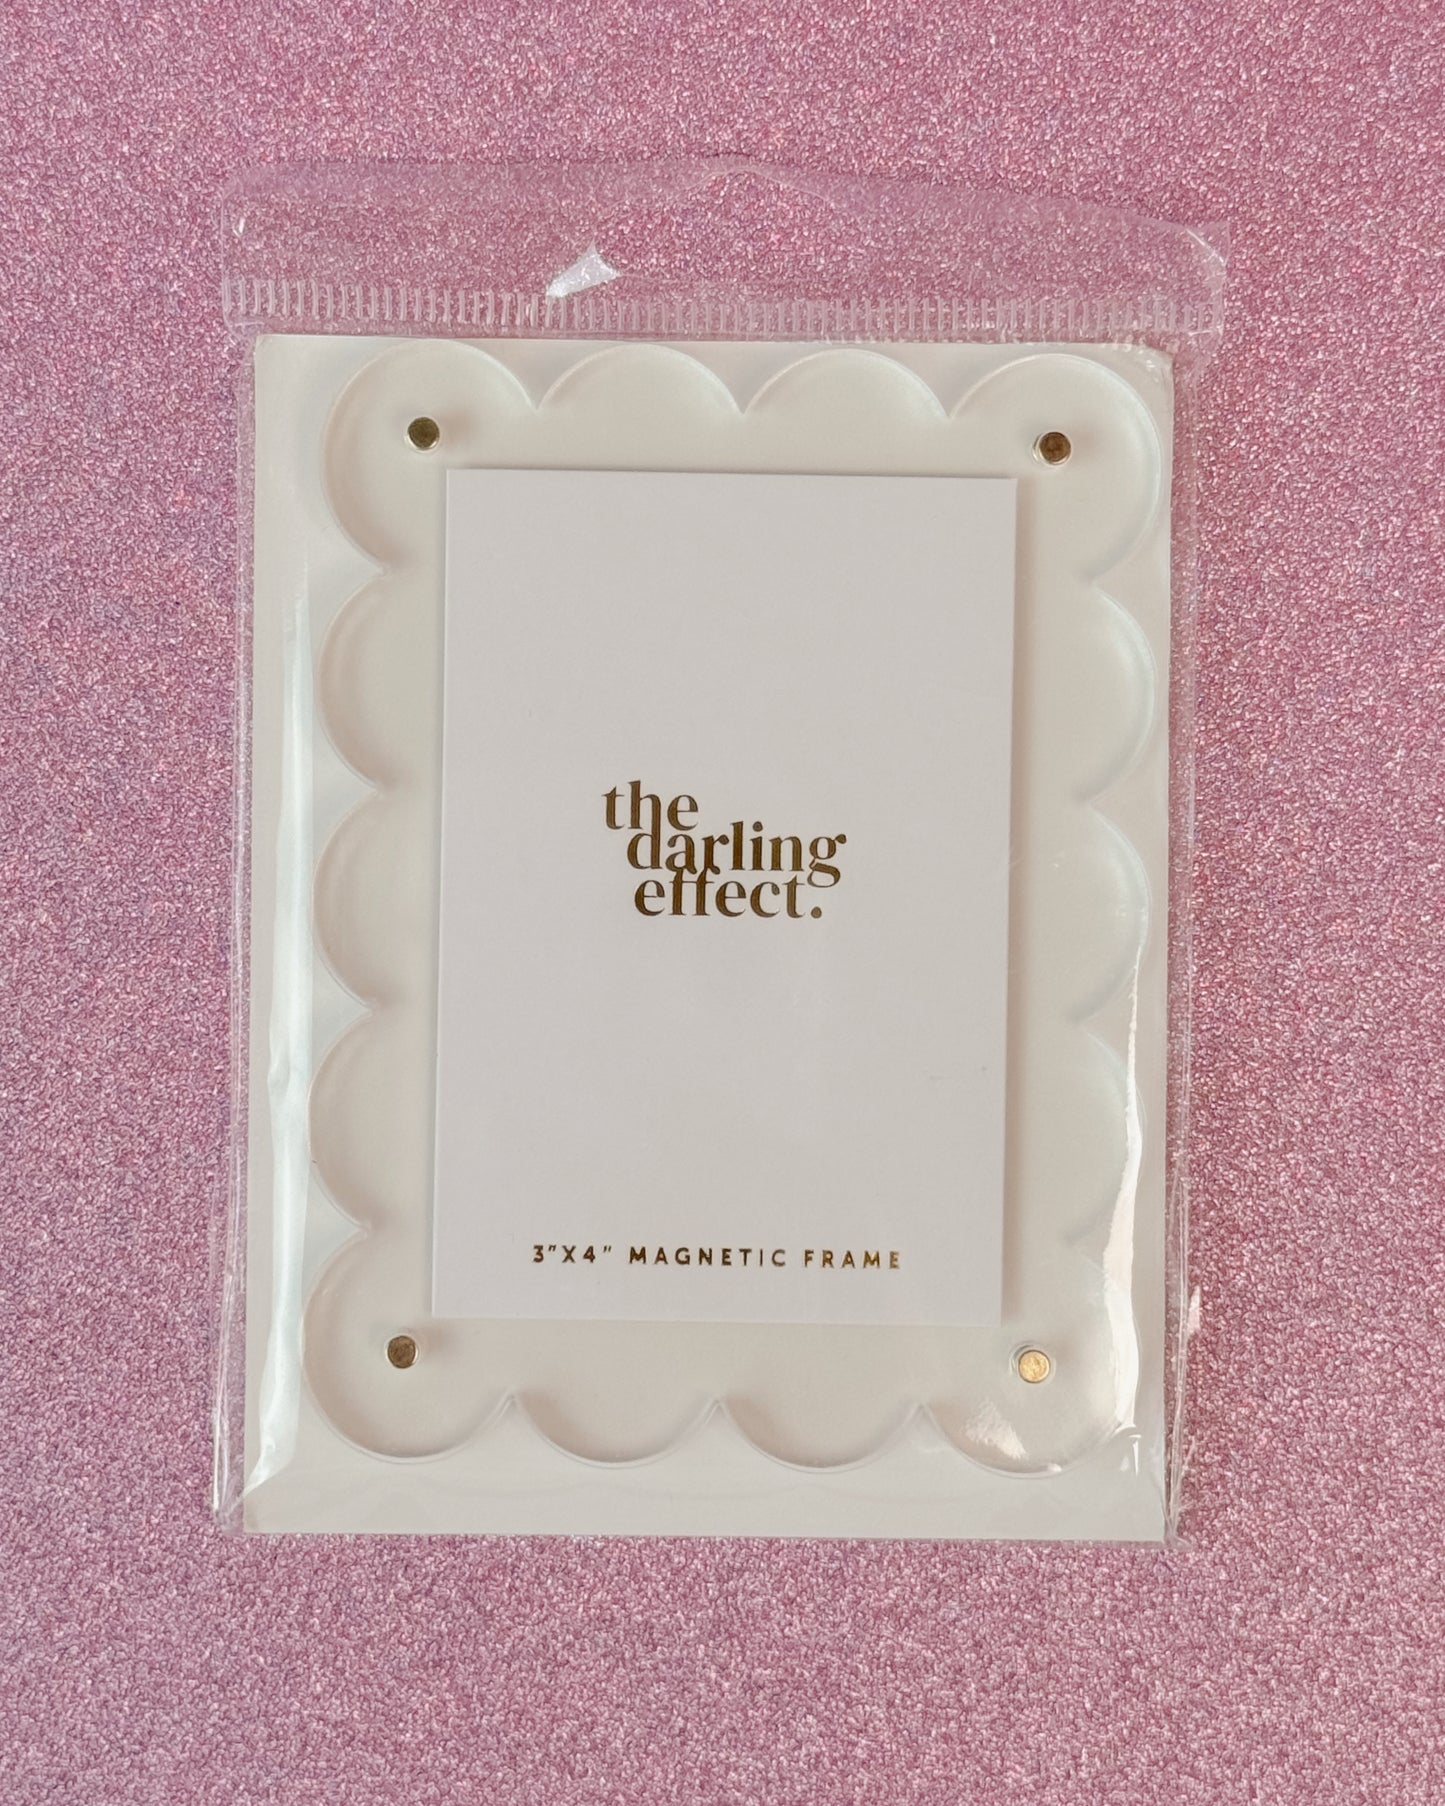 the
darling
effect.
3"X4" MAGNETIC FRAME